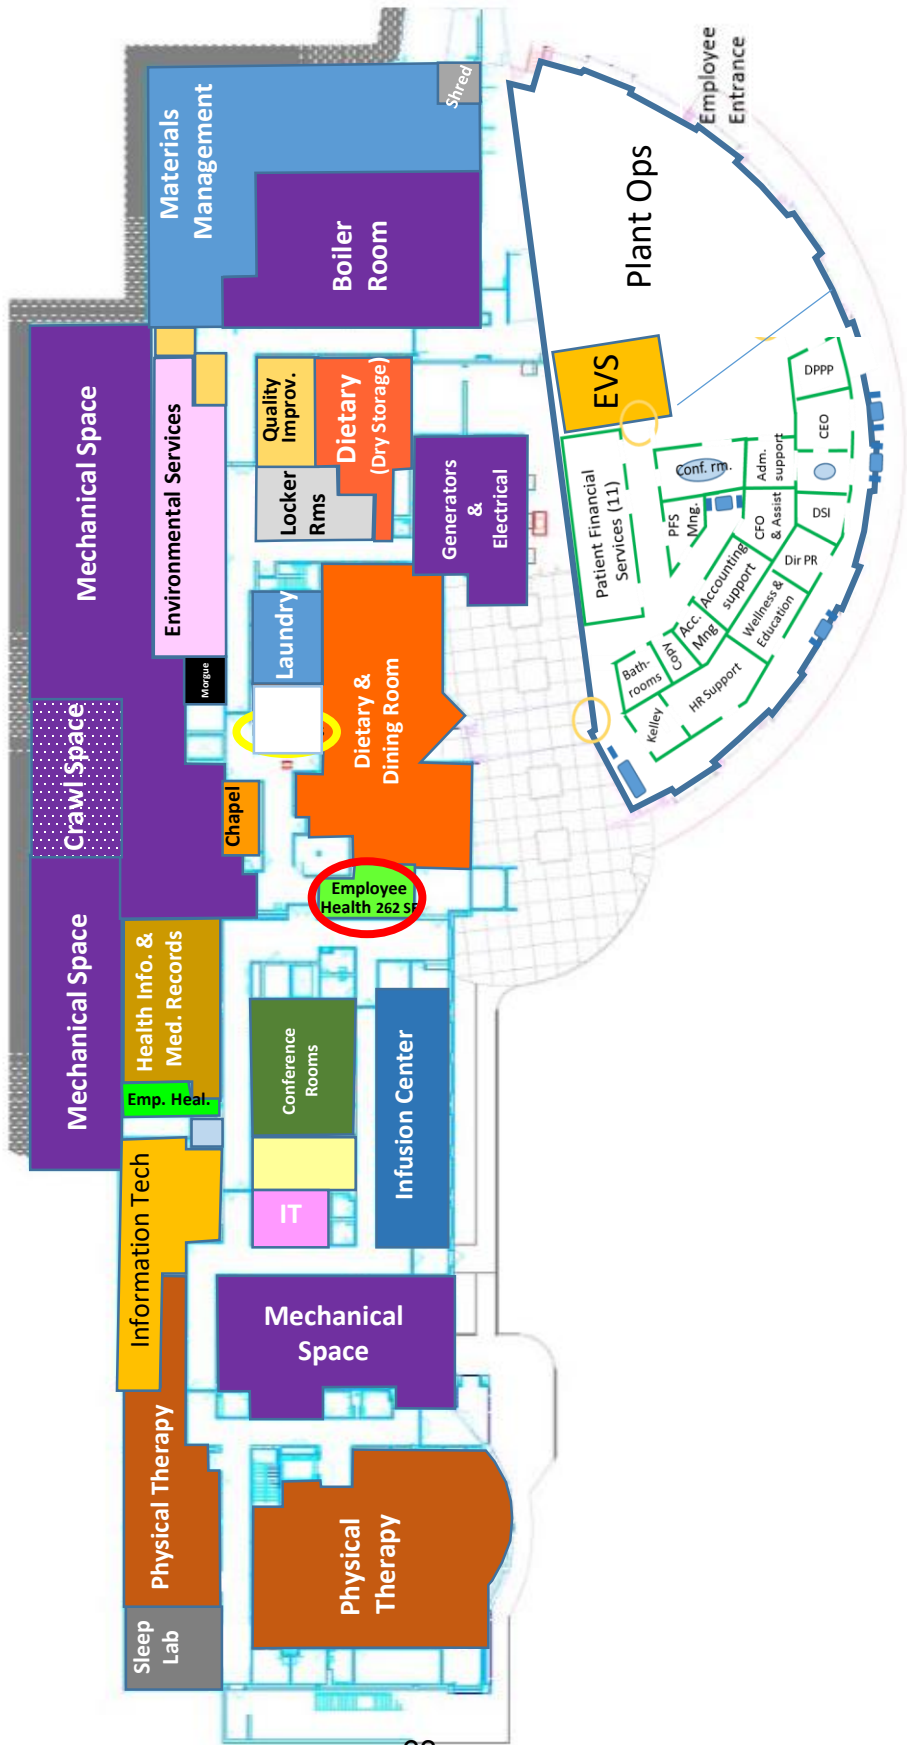 Employee
Entrance
Shred
Materials
Management
Boiler
Room
Plant Ops
EVS
Mechanical Space
Environmental Services
Quality
Improv.
Dietary
(Dry Storage)
Locker
Rms
Generators
&
Electrical
Morgue
Laundry
Dietary &
Dining Room
Crawl Space
Chapel
Employee
Health 262 SF
Patient Financial
Services (11)
Conf. rm.
PFS
Mng.
Adm.
support
CFO
& Assist
DPPP
CEO
DSI
Dir PR
Accounting
support
Wellness &
Education
Acc.
Mng
Copy
Bath-
rooms
HR Support
Kelley
Mechanical Space
Health Info. &
Med. Records
Emp. Heal.
Conference
Rooms
Infusion Center
Information Tech
IT
Mechanical
Space
Physical Therapy
Physical
Therapy
Sleep
Lab